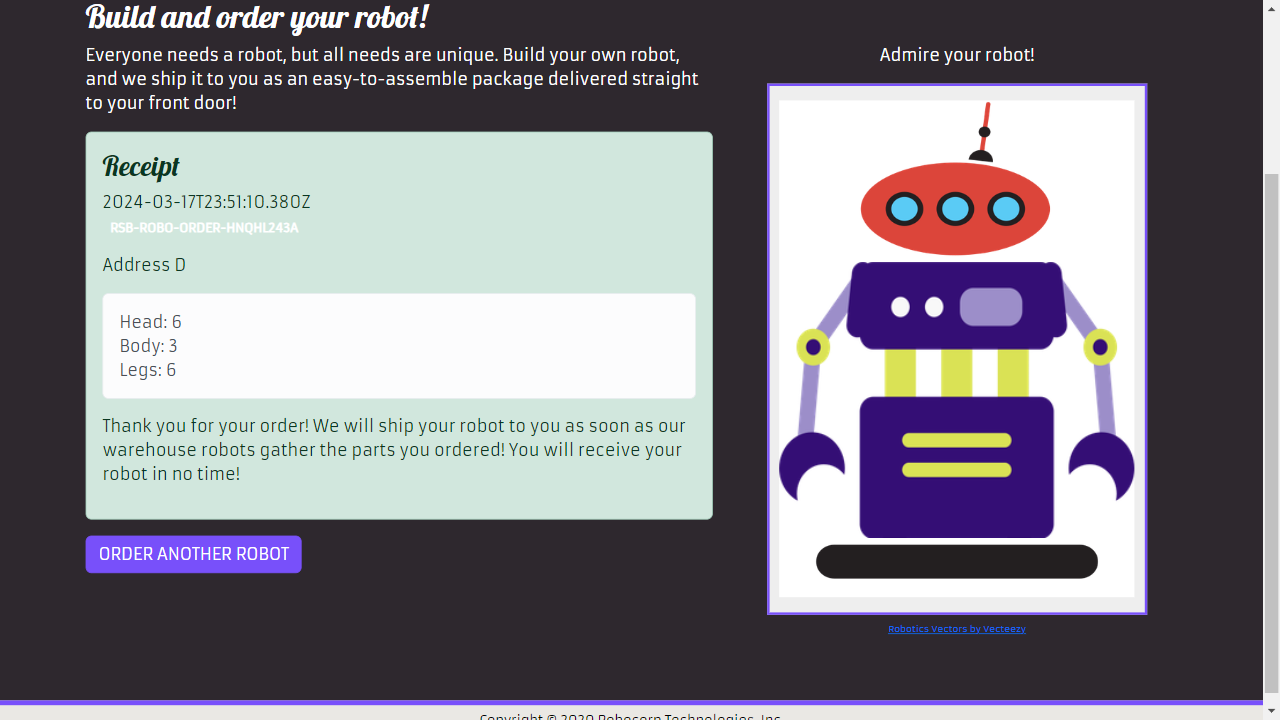 Build and order your robot!
Everyone needs a robot, but all needs are unique. Build your own robot,
and we ship it to you as an easy-to-assemble package delivered straight
to your front door!
Receipt
2024-03-17T23:51:10.380Z
RSB-ROBO-ORDER-HNQHL243A
Address D
Head: 6
Body: 3
Legs: 6
Thank you for your order! We will ship your robot to you as soon as our
warehouse robots gather the parts you ordered! You will receive your
robot in no time!
ORDER ANOTHER ROBOT
Admire your robot!
Robotics Vectors by Vecteezy
Copyright © 2020 Robocorp Technologies, Inc.